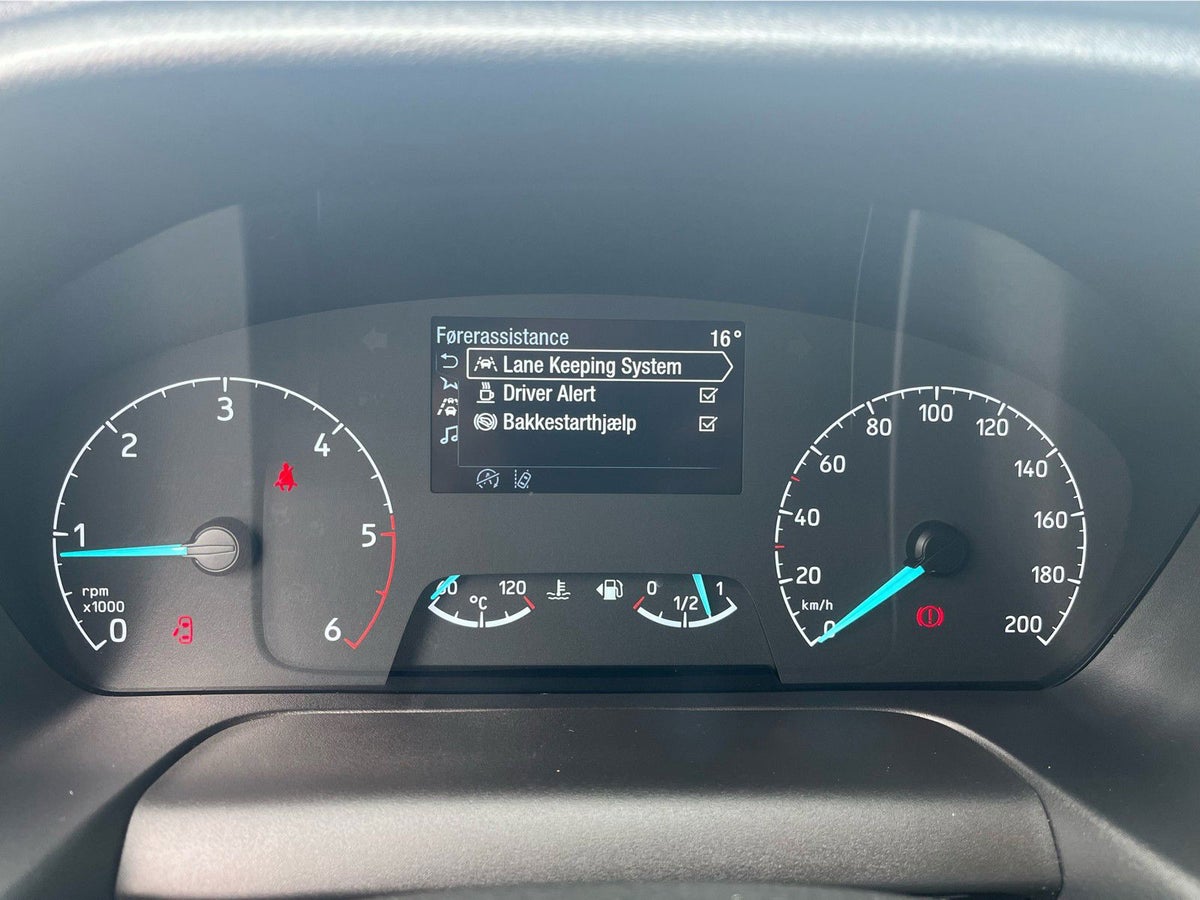 Førerassistance 16°
Lane Keeping System
Driver Alert
Bakkestarthjælp
0
1
2
3
4
5
6
rpm
x1000
60
°C
120
0
1/2
1
0
20
40
60
80
100
120
140
160
180
200
km/h